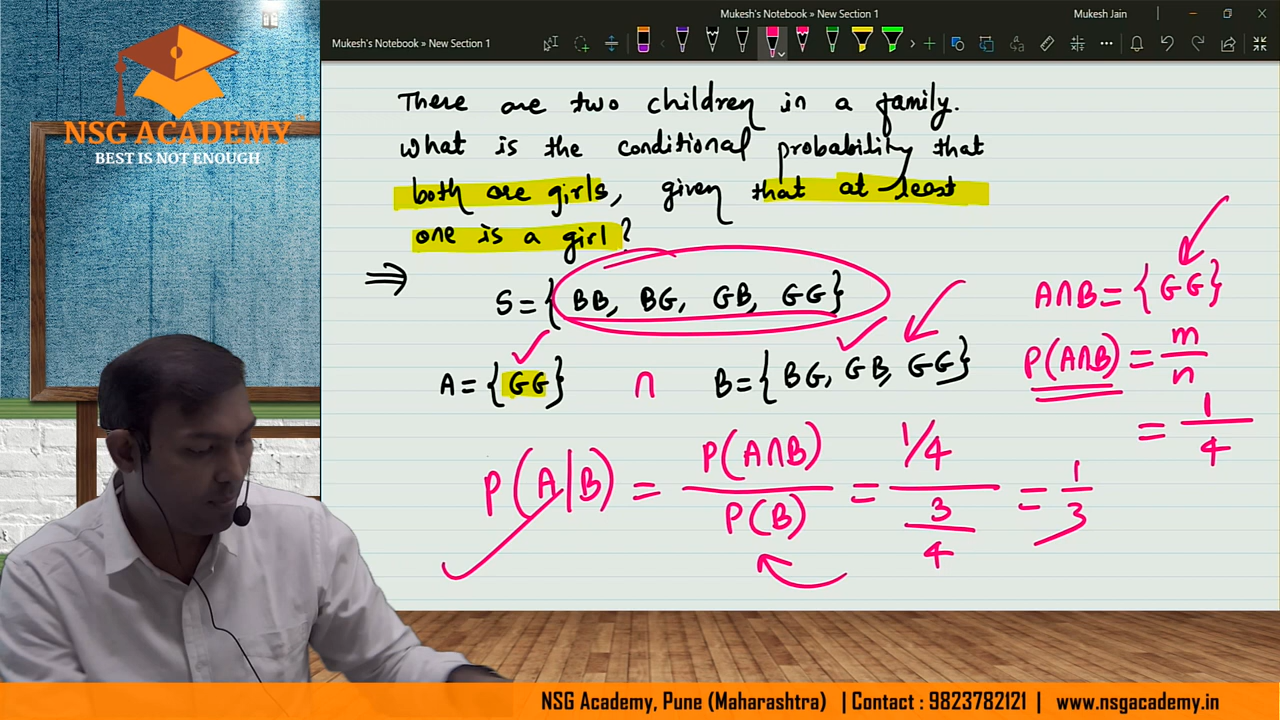 Mukesh's Notebook » New Section 1
Mukesh Jain
Mukesh's Notebook » New Section 1
NSG ACADEMY
BEST IS NOT ENOUGH
There are two children in a family.
What is the conditional probability that
both are girls, given that at least
one is a girl?
⇒ S = { BB, BG, GB, GG }
A∩B = { GG }
A = { GG } ∩ B = { BG, GB, GG }
P(A∩B) = m/n
= 1/4
P(A|B) = P(A∩B)/P(B) = 1/4 / 3/4 = 1/3
NSG Academy, Pune (Maharashtra) | Contact : 9823782121 | www.nsgacademy.in